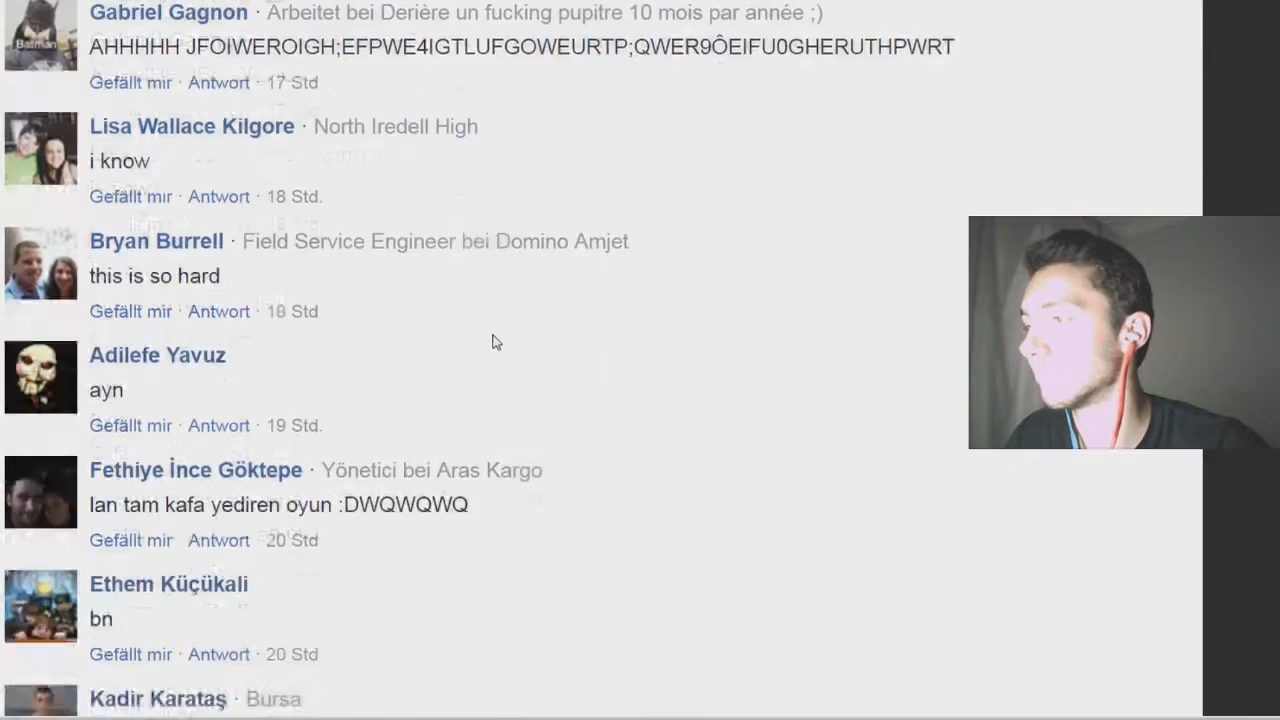 Gabriel Gagnon · Arbeitet bei Derière un fucking pupitre 10 mois par année ;)
Batman
AHHHHH JFOIWEROIGH;EFPWE4IGTLUFGOWEURTP;QWER9ÔEIFU0GHERUTHPWRT
Gefällt mir · Antwort · 17 Std
Lisa Wallace Kilgore · North Iredell High
i know
Gefällt mir · Antwort · 18 Std.
Bryan Burrell · Field Service Engineer bei Domino Amjet
this is so hard
Gefällt mir · Antwort · 18 Std
Adilefe Yavuz
ayn
Gefällt mir · Antwort · 19 Std.
Fethiye İnce Göktepe · Yönetici bei Aras Kargo
lan tam kafa yediren oyun :DWQWQWQ
Gefällt mir Antwort 20 Std
Ethem Küçükali
bn
Gefällt mir · Antwort · 20 Std
Kadir Karataş · Bursa